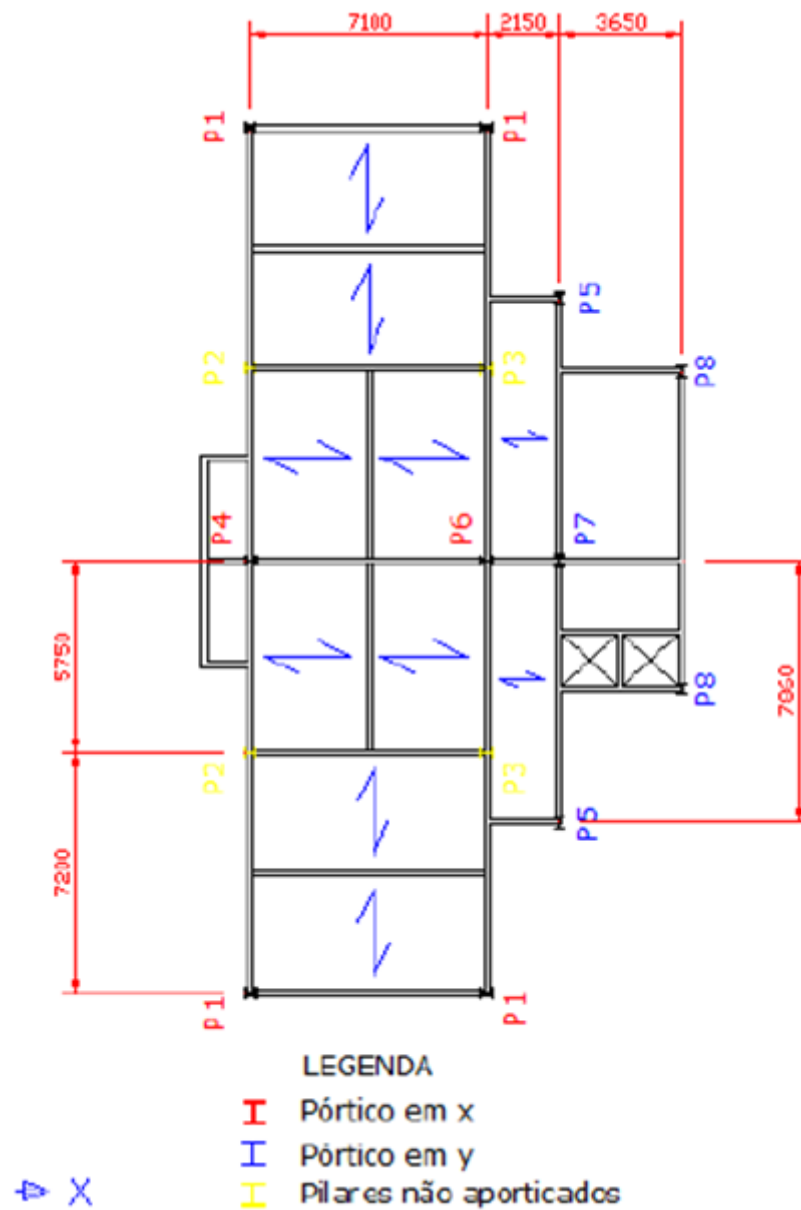 7100 2150 3650
P1 P1
P5
P2 P3 P8
P4 P6 P7
5750
7860
P8
P2 P3
P5
7200
P1 P1
LEGENDA
Pórtico em x
Pórtico em y
X Pilares não aporticados